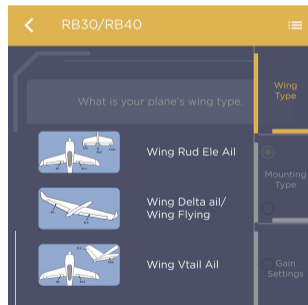 RB30/RB40
Wing
Type
What is your plane's wing type.
Wing Rud Ele Ail
Mounting
Type
Wing Delta ail/
Wing Flying
Wing Vtail Ail
Gain
Settings